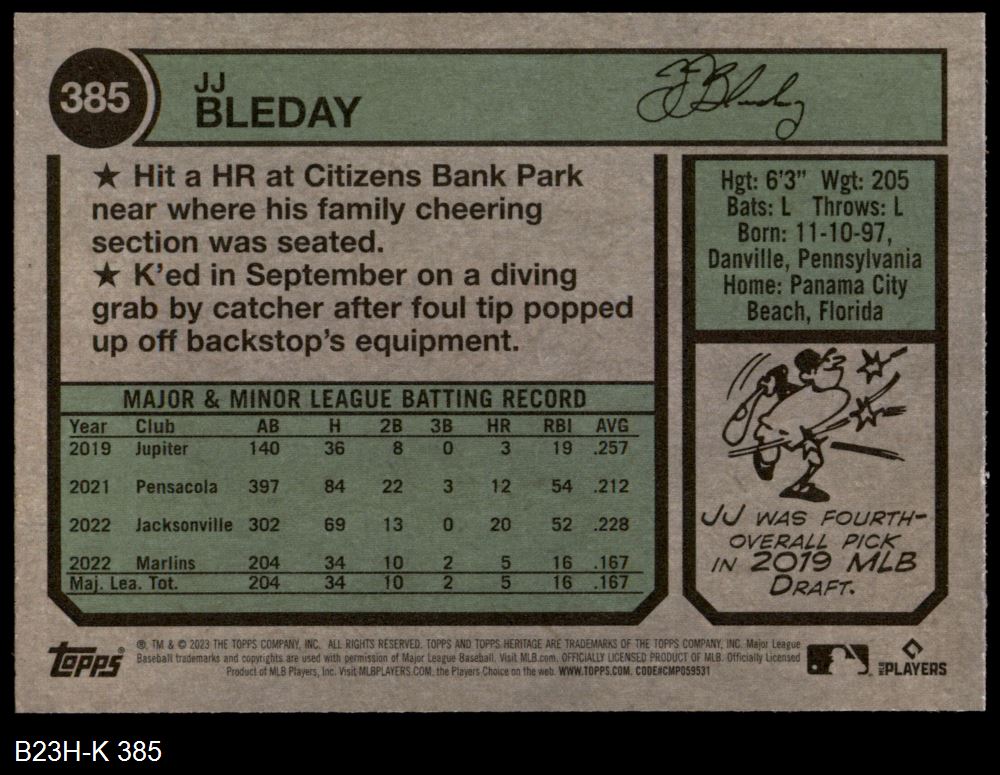 385
JJ
BLEDAY
JJ Bleday
★ Hit a HR at Citizens Bank Park
near where his family cheering
section was seated.
★ K'ed in September on a diving
grab by catcher after foul tip popped
up off backstop's equipment.
Hgt: 6'3" Wgt: 205
Bats: L Throws: L
Born: 11-10-97,
Danville, Pennsylvania
Home: Panama City
Beach, Florida
MAJOR & MINOR LEAGUE BATTING RECORD
Year Club AB H 2B 3B HR RBI AVG
2019 Jupiter 140 36 8 0 3 19 .257
2021 Pensacola 397 84 22 3 12 54 .212
2022 Jacksonville 302 69 13 0 20 52 .228
2022 Marlins 204 34 10 2 5 16 .167
Maj. Lea. Tot. 204 34 10 2 5 16 .167
JJ WAS FOURTH-
OVERALL PICK
IN 2019 MLB
DRAFT.
Topps
®, TM & © 2023 THE TOPPS COMPANY, INC. ALL RIGHTS RESERVED. TOPPS AND TOPPS HERITAGE ARE TRADEMARKS OF THE TOPPS COMPANY, INC. Major League
Baseball trademarks and copyrights are used with permission of Major League Baseball. Visit MLB.com. OFFICIALLY LICENSED PRODUCT OF MLB. Officially Licensed
Product of MLB Players, Inc. Visit MLBPLAYERS.COM, the Players Choice on the web. WWW.TOPPS.COM. CODE#CMP059531
MLB PLAYERS
B23H-K 385